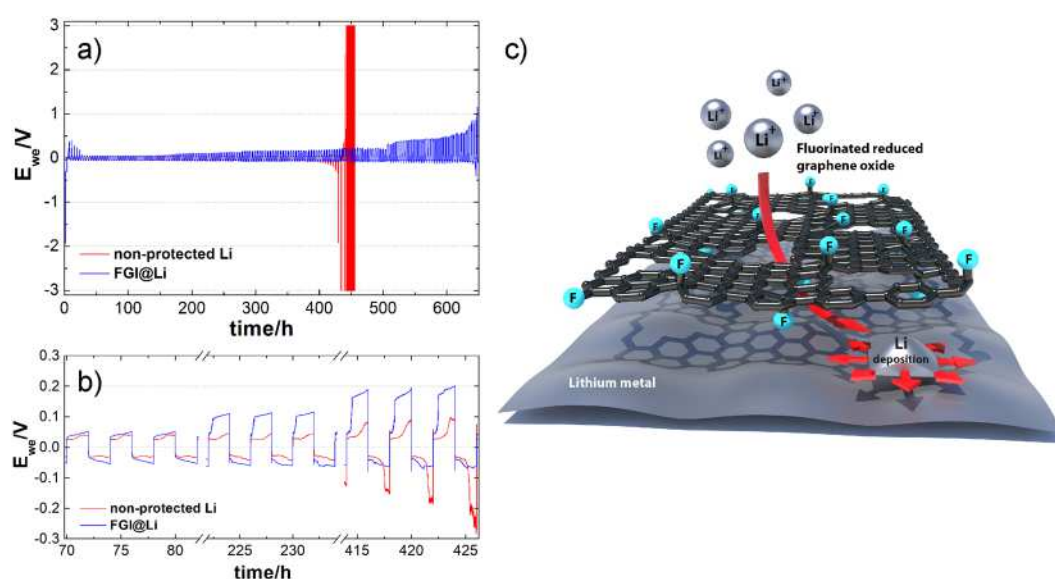 a)
3
2
1
0
-1
-2
-3
E_we/V
non-protected Li
FGI@Li
0 100 200 300 400 500 600
time/h
b)
0.3
0.2
0.1
0.0
-0.1
-0.2
-0.3
E_we/V
non-protected Li
FGI@Li
70 75 80 225 230 415 420 425
time/h
c)
Li+
Li+
Li+
Li+
Li+
Fluorinated reduced
graphene oxide
F
F
F
F
F
F
F
F
F
F
F
Li
deposition
Lithium metal